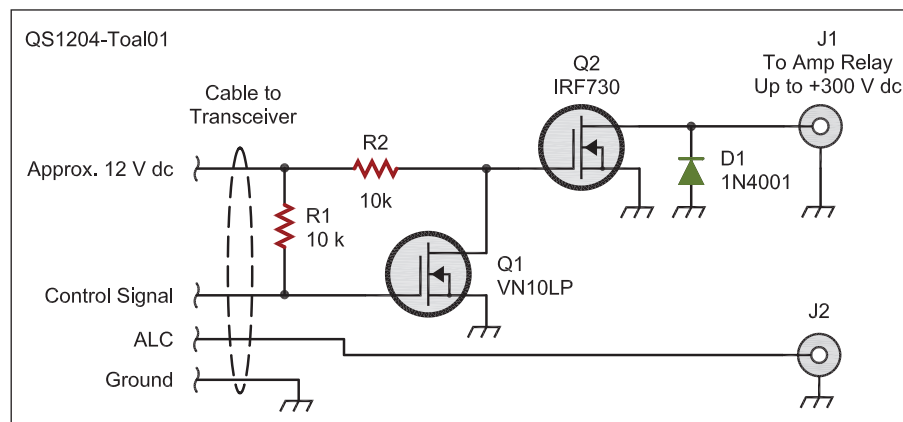 QS1204-Toal01
J1
To Amp Relay
Up to +300 V dc
Q2
IRF730
Cable to
Transceiver
Approx. 12 V dc
R2
10k
D1
1N4001
R1
10 k
Q1
VN10LP
Control Signal
J2
ALC
Ground